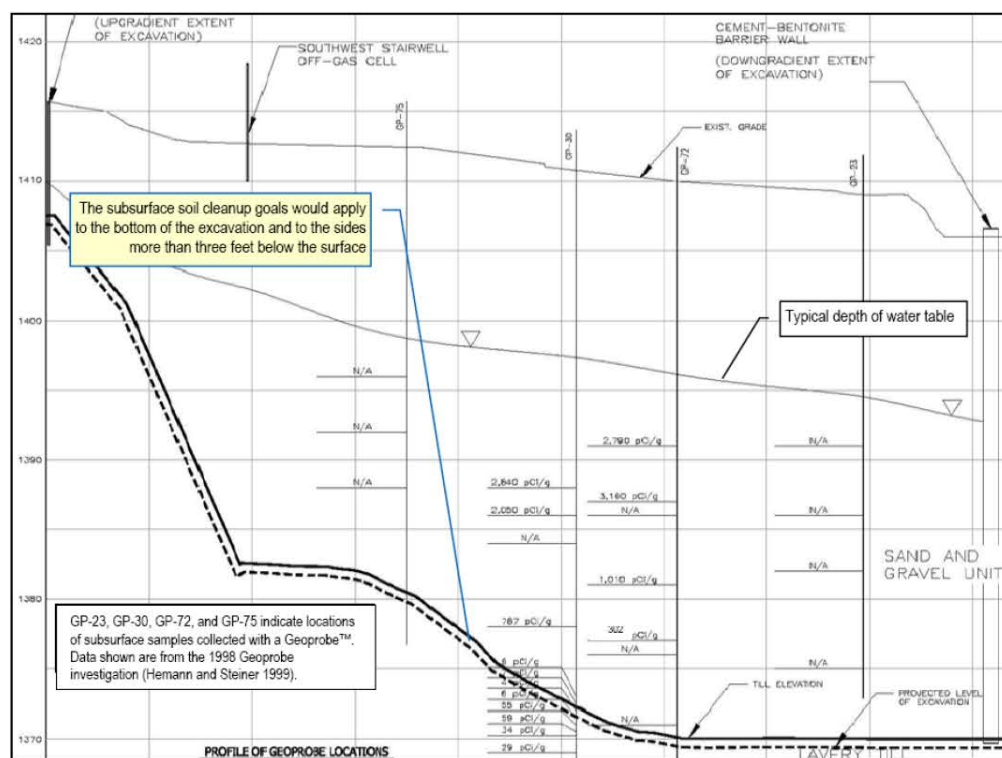 (UPGRADIENT EXTENT
OF EXCAVATION)
SOUTHWEST STAIRWELL
OFF-GAS CELL
CEMENT-BENTONITE
BARRIER WALL
(DOWNGRADIENT EXTENT
OF EXCAVATION)
1420
GP-75
GP-30
GP-72
GP-23
EXIST. GRADE
1410
The subsurface soil cleanup goals would apply
to the bottom of the excavation and to the sides
more than three feet below the surface
1400
Typical depth of water table
N/A
N/A
N/A
1390
2,840 pCi/g
2,050 pCi/g
N/A
787 pCi/g
2,790 pCi/g
3,160 pCi/g
N/A
1,010 pCi/g
302 pCi/g
N/A
N/A
N/A
N/A
N/A
N/A
SAND AND
GRAVEL UNIT
1380
GP-23, GP-30, GP-72, and GP-75 indicate locations
of subsurface samples collected with a Geoprobe™.
Data shown are from the 1998 Geoprobe
investigation (Hemann and Steiner 1999).
pCi/g
pCi/g
6 pCi/g
55 pCi/g
59 pCi/g
34 pCi/g
29 pCi/g
TILL ELEVATION
PROJECTED LEVEL
OF EXCAVATION
1370
PROFILE OF GEOPROBE LOCATIONS
LAVERY TILL